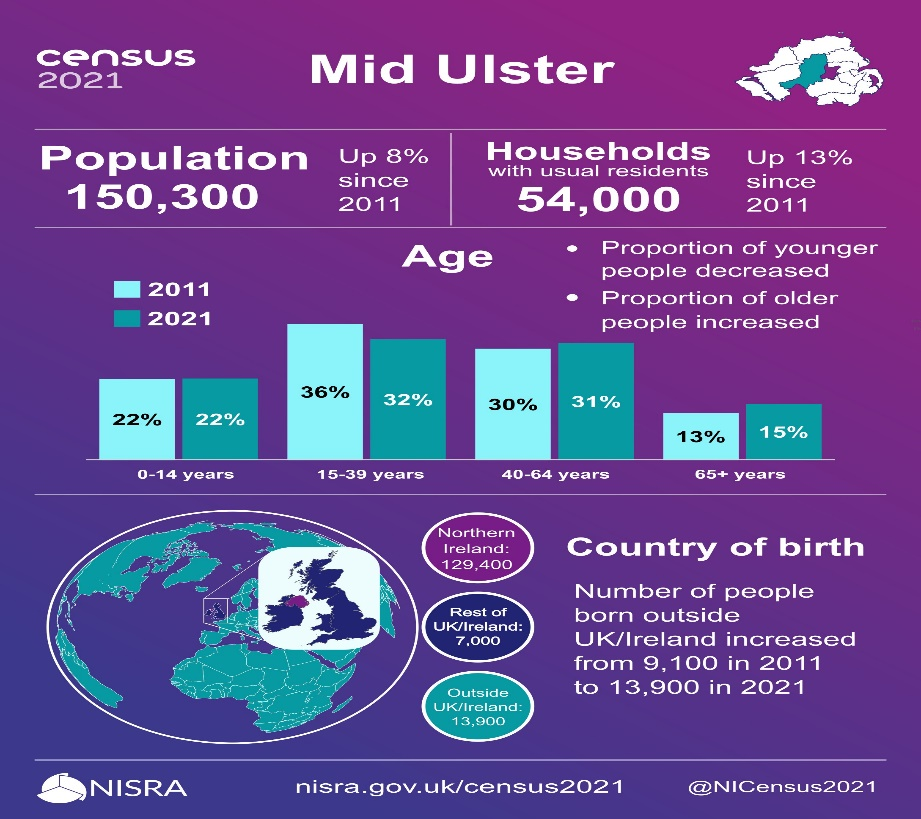 census
2021
Mid Ulster
Population
150,300
Up 8%
since
2011
Households
with usual residents
54,000
Up 13%
since
2011
Age
• Proportion of younger
people decreased
• Proportion of older
people increased
2011
2021
22%
22%
36%
32%
30%
31%
13%
15%
0-14 years
15-39 years
40-64 years
65+ years
Northern
Ireland:
129,400
Rest of
UK/Ireland:
7,000
Outside
UK/Ireland:
13,900
Country of birth
Number of people
born outside
UK/Ireland increased
from 9,100 in 2011
to 13,900 in 2021
NISRA
nisra.gov.uk/census2021
@NICensus2021